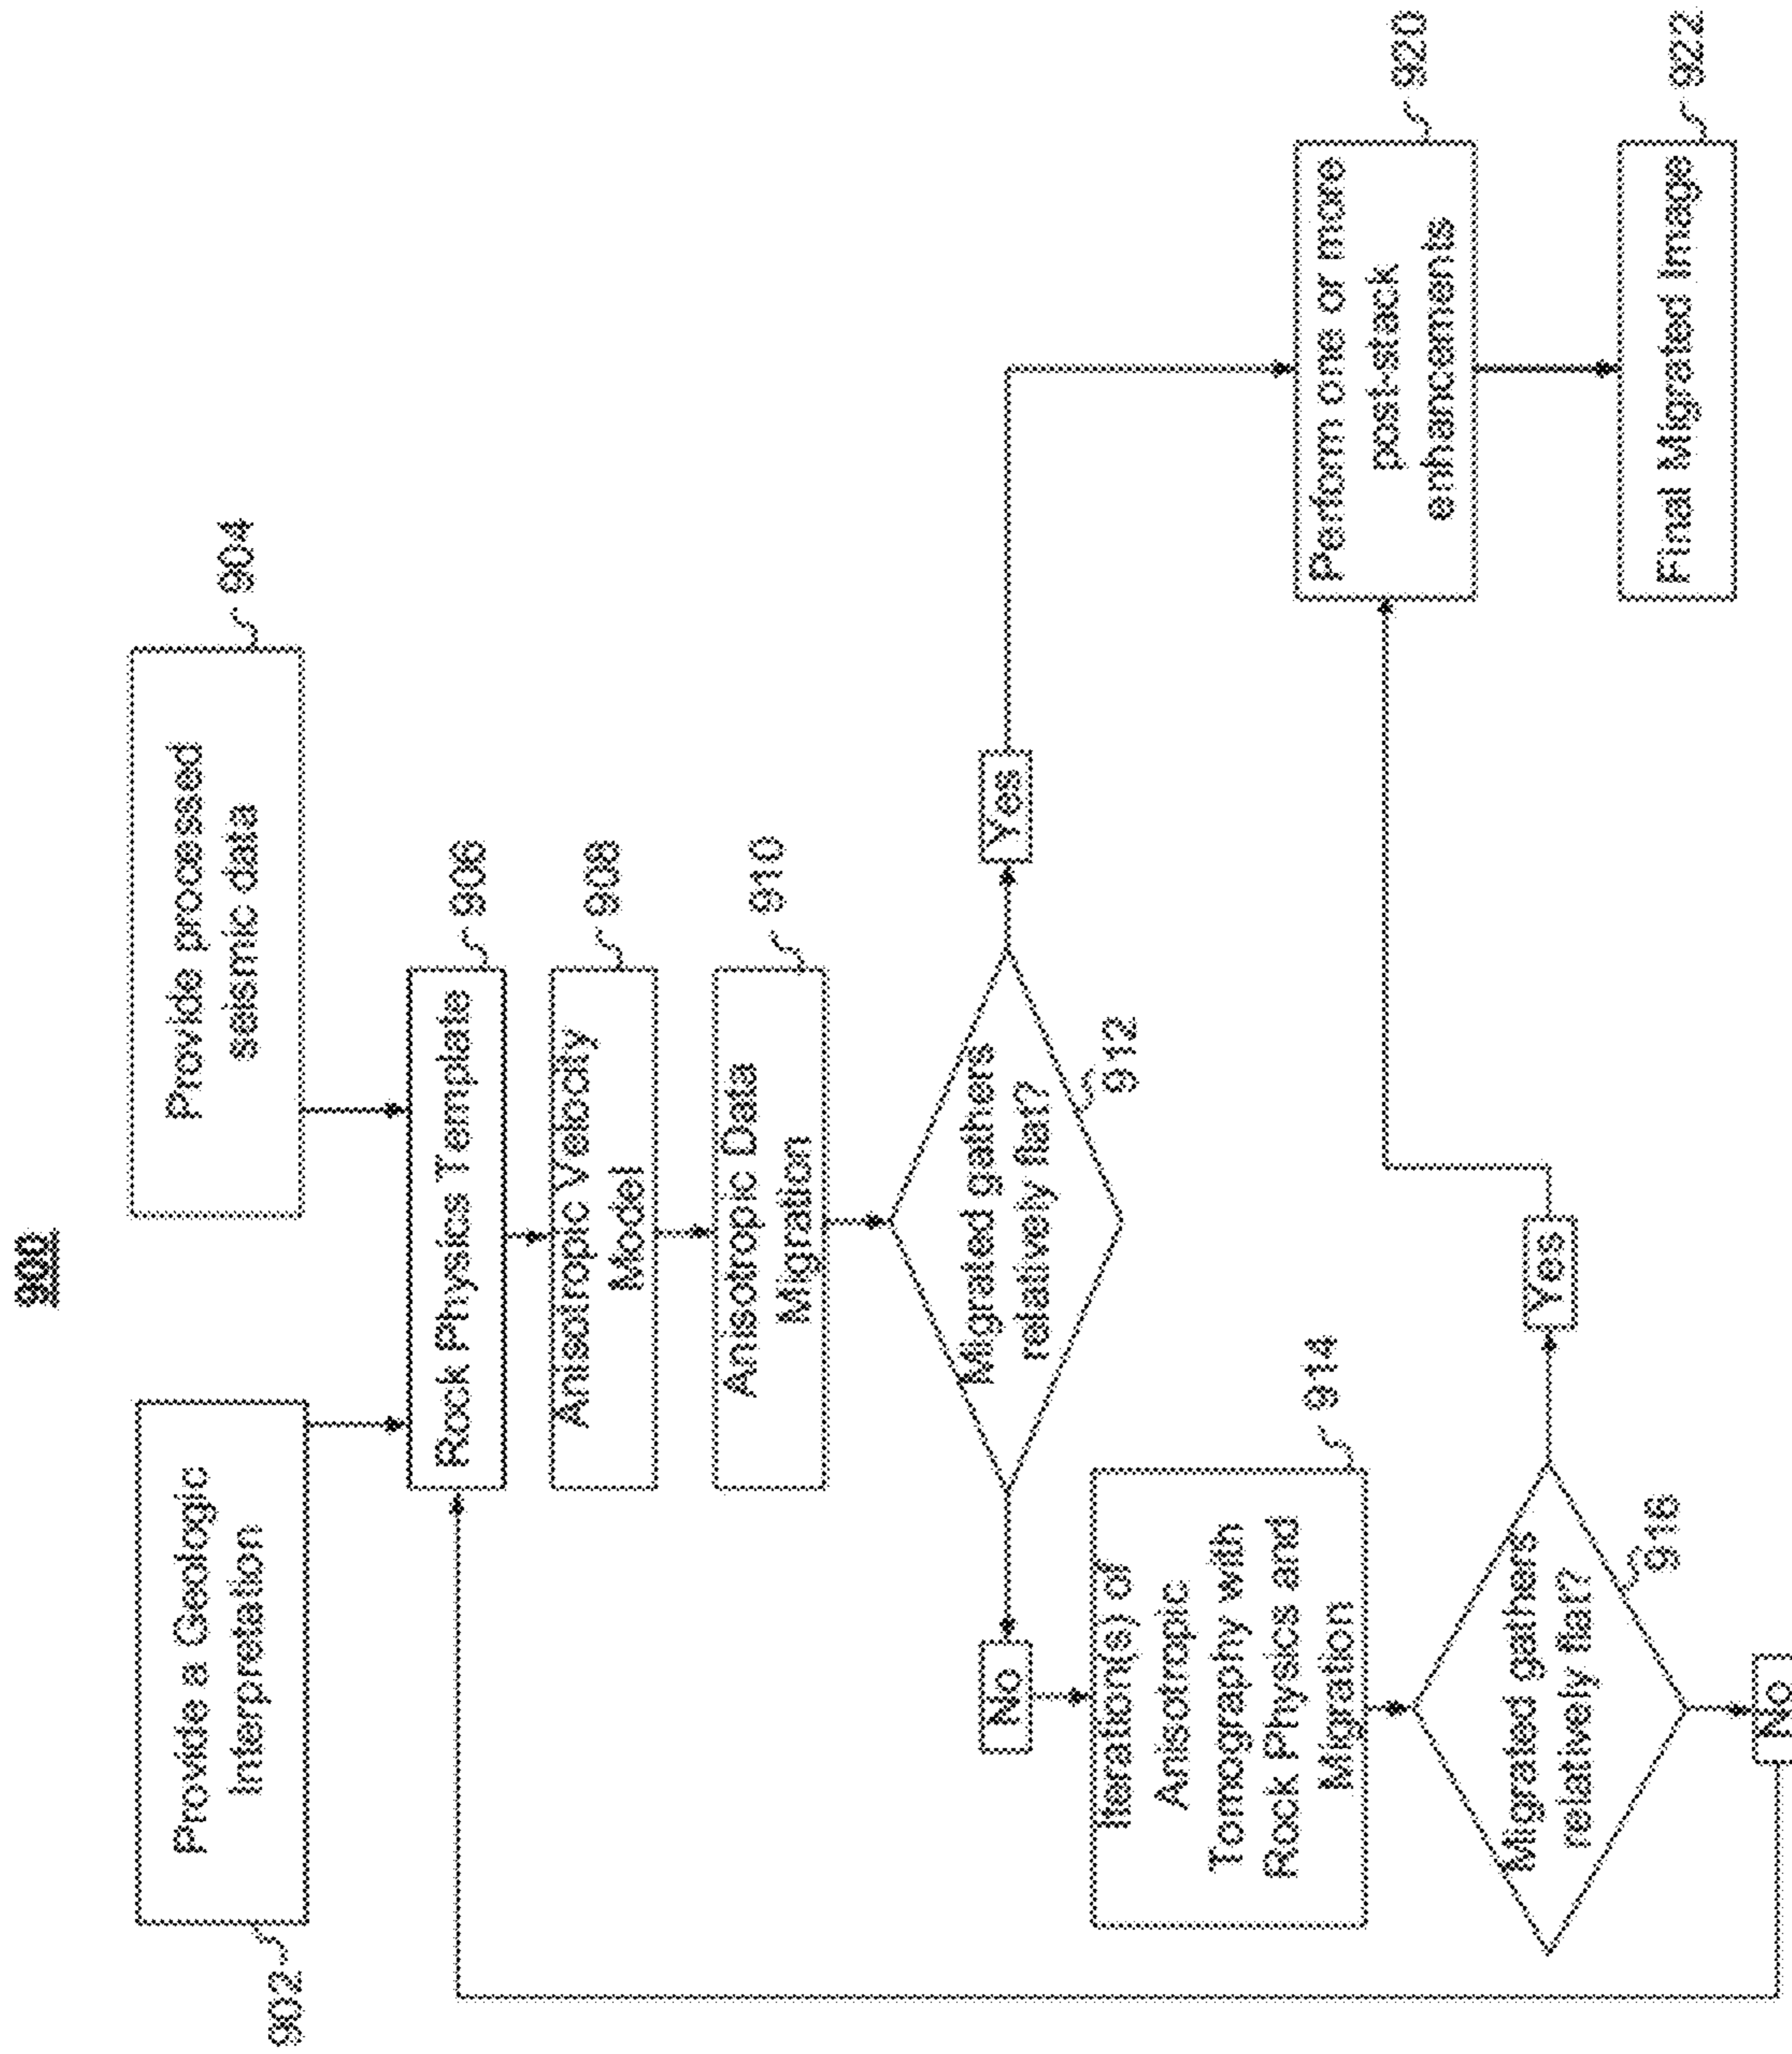 900
902
Provide a Geologic
Interpretation
Provide processed
seismic data
904
Rock Physics Template
906
Anisotropic Velocity
Model
908
Anisotropic Data
Migration
910
Migrated gathers
relatively flat?
912
Yes
No
Iteration(s) of
Anisotropic
Tomography with
Rock Physics and
Migration
914
Migrated gathers
relatively flat?
916
Yes
No
Perform one or more
post-stack
enhancements
920
Final Migrated Image
922